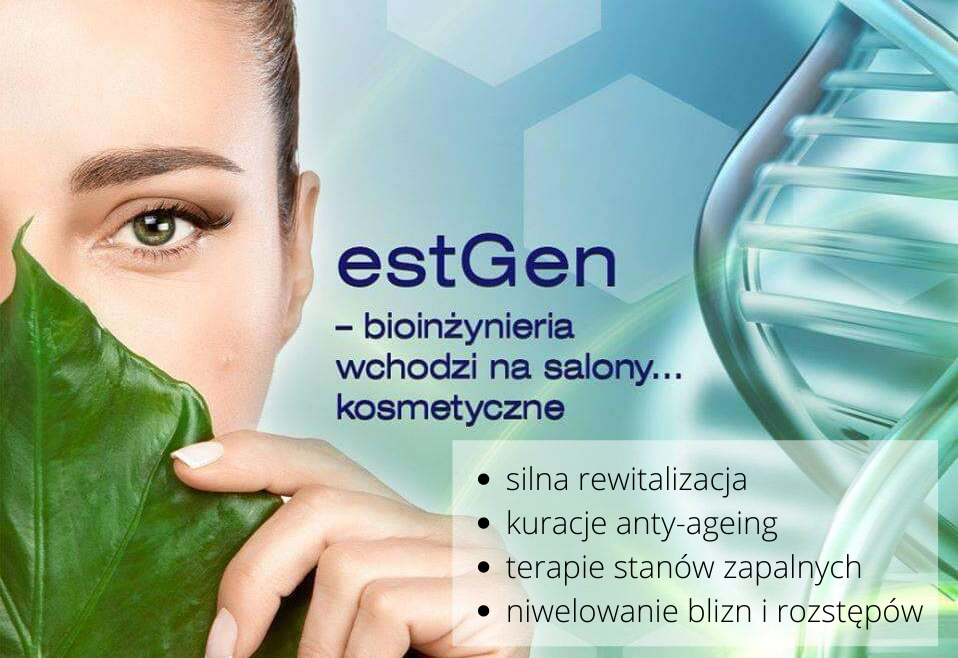 estGen
– bioinżynieria
wchodzi na salony...
kosmetyczne
• silna rewitalizacja
• kuracje anty-ageing
• terapie stanów zapalnych
• niwelowanie blizn i rozstępów